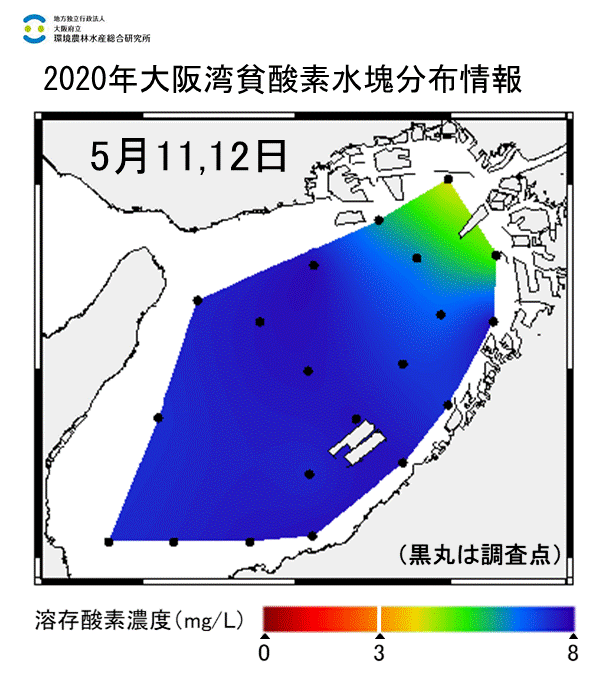 地方独立行政法人
大阪府立
環境農林水産総合研究所
2020年大阪湾貧酸素水塊分布情報
5月11,12日
(黒丸は調査点)
溶存酸素濃度(mg/L)
0 3 8